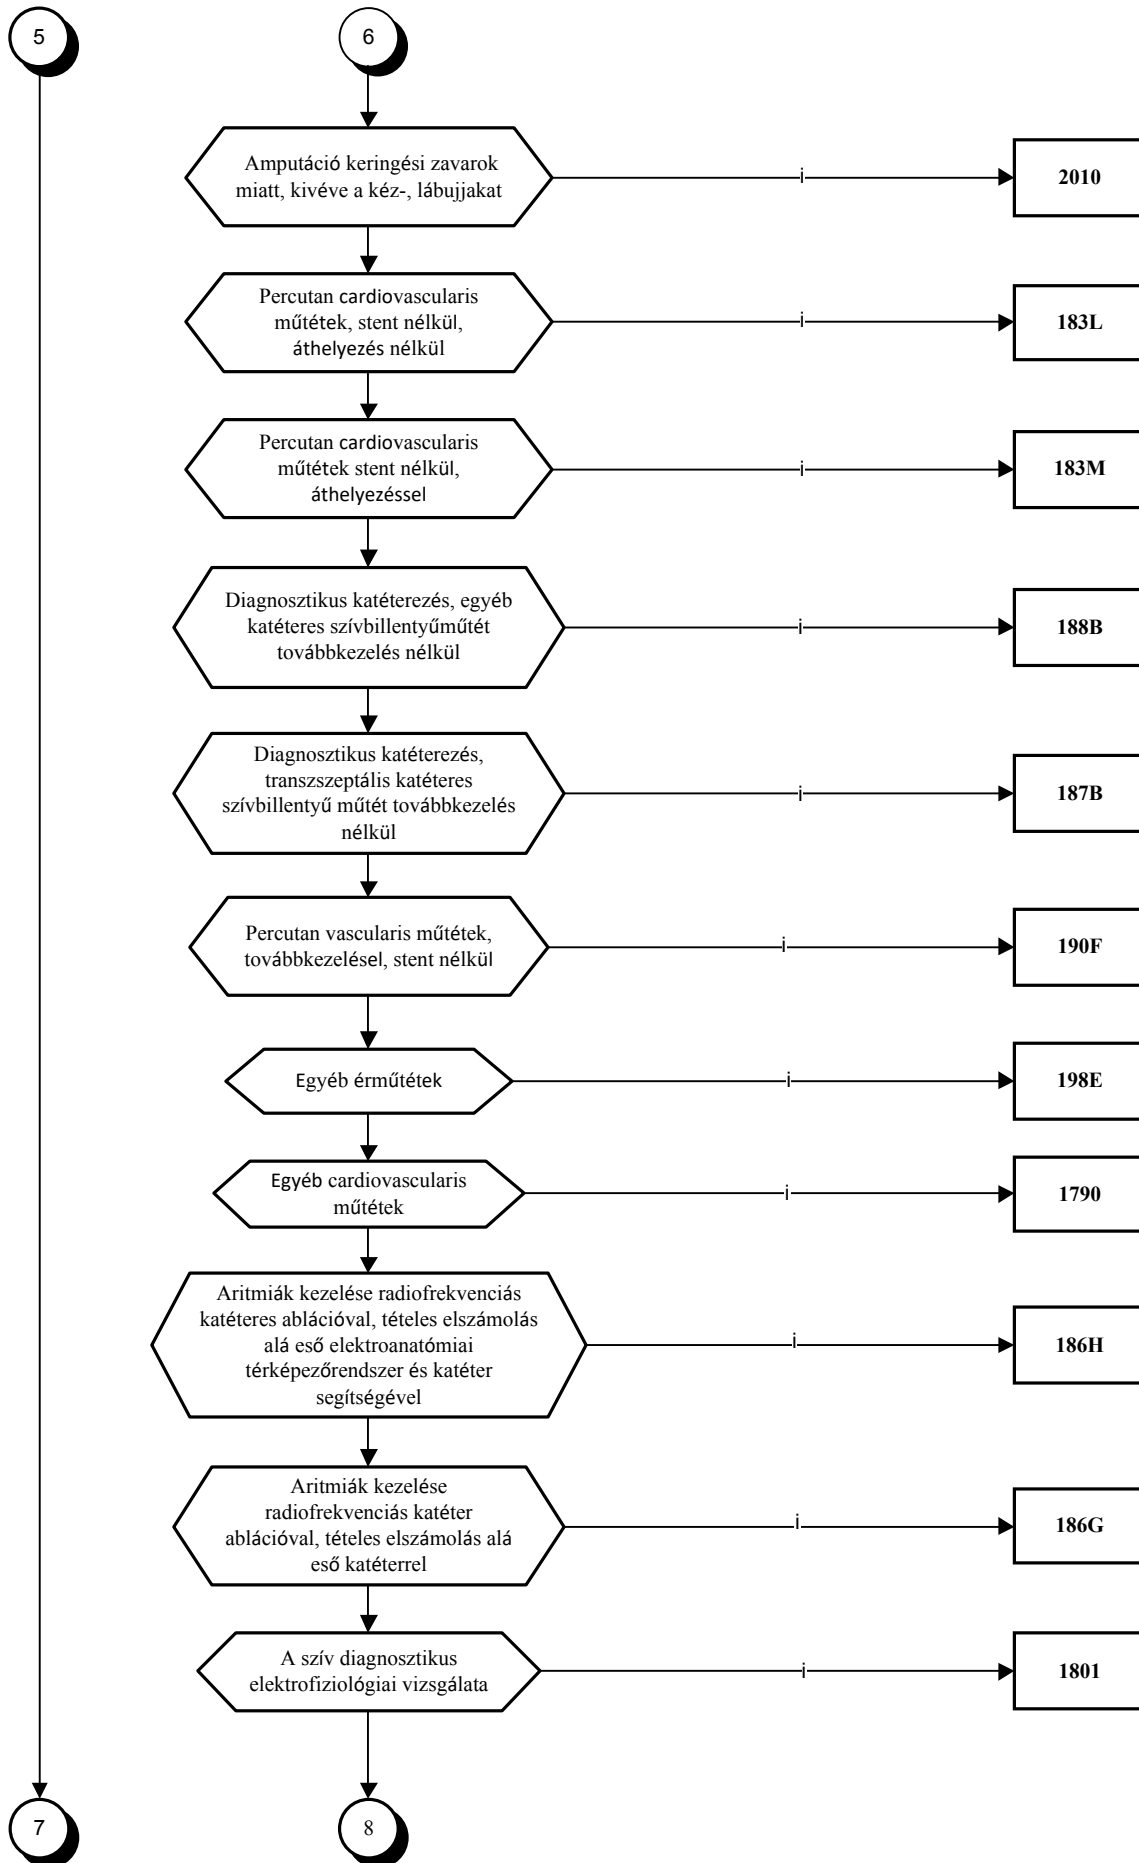 5
6
Amputáció keringési zavarok
miatt, kivéve a kéz-, lábujjakat
i
2010
Percutan cardiovascularis
műtétek, stent nélkül,
áthelyezés nélkül
i
183L
Percutan cardiovascularis
műtétek stent nélkül,
áthelyezéssel
i
183M
Diagnosztikus katéterezés, egyéb
katéteres szívbillentyűműtét
továbbkezelés nélkül
i
188B
Diagnosztikus katéterezés,
transzszeptális katéteres
szívbillentyű műtét továbbkezelés
nélkül
i
187B
Percutan vascularis műtétek,
továbbkezelésel, stent nélkül
i
190F
Egyéb érműtétek
i
198E
Egyéb cardiovascularis
műtétek
i
1790
Aritmiák kezelése radiofrekvenciás
katéteres ablációval, tételes elszámolás
alá eső elektroanatómiai
térképezőrendszer és katéter
segítségével
i
186H
Aritmiák kezelése
radiofrekvenciás katéter
ablációval, tételes elszámolás alá
eső katéterrel
i
186G
A szív diagnosztikus
elektrofiziológiai vizsgálata
i
1801
7
8